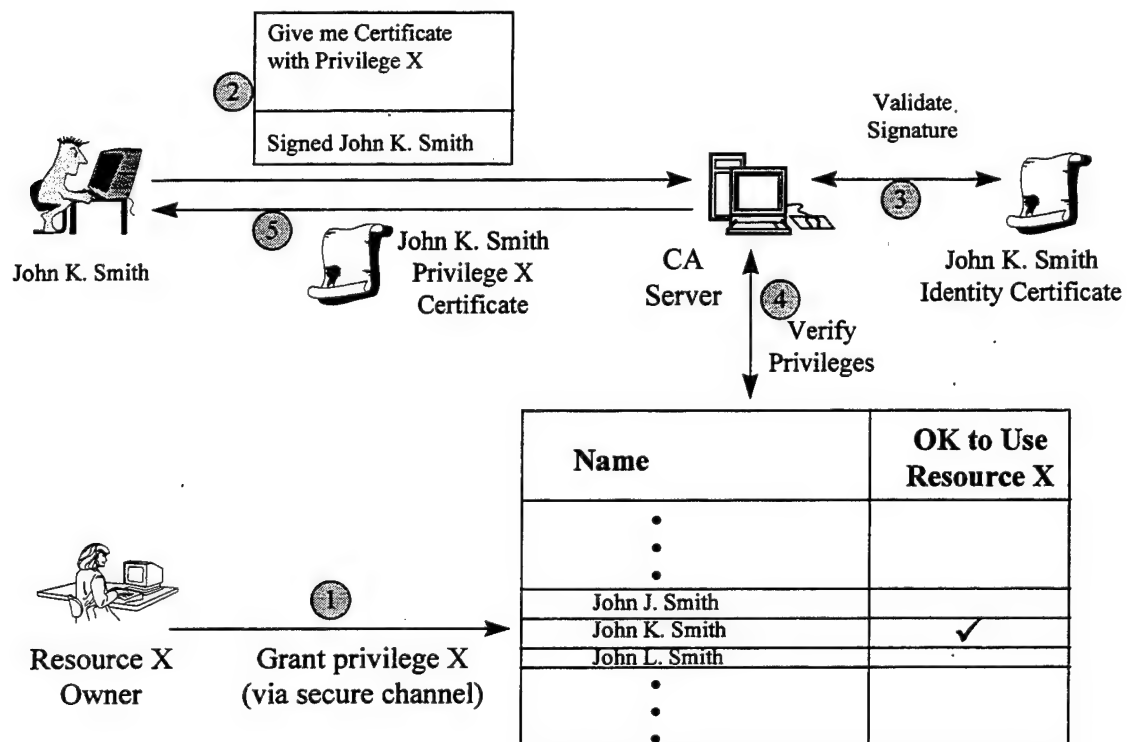 Give me Certificate
with Privilege X
2
Signed John K. Smith
Validate
Signature
3
5
John K. Smith
John K. Smith
Privilege X
Certificate
CA
Server
John K. Smith
Identity Certificate
4
Verify
Privileges
Name
OK to Use
Resource X
John J. Smith
John K. Smith ✓
John L. Smith
1
Resource X
Owner
Grant privilege X
(via secure channel)